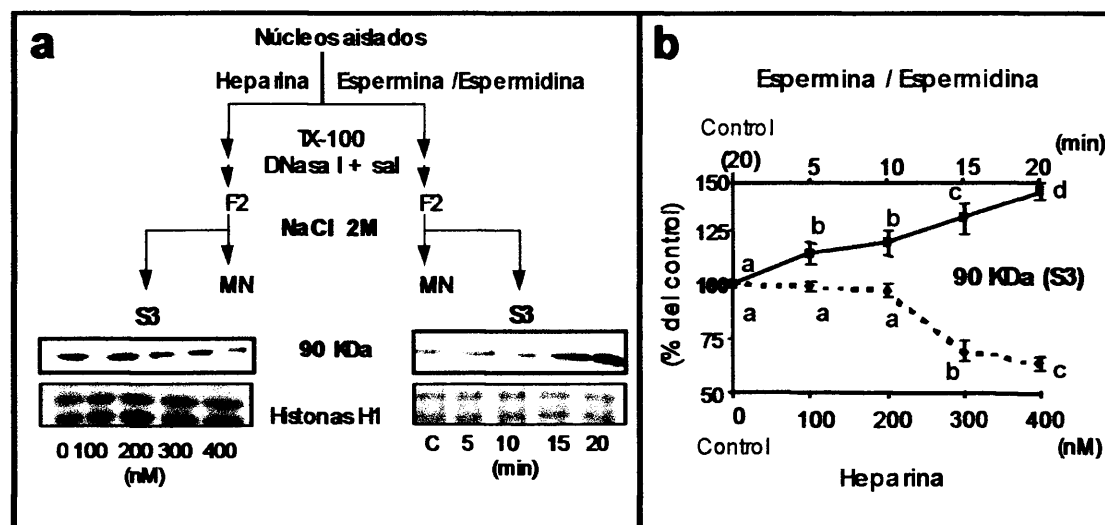 a
Núcleos aislados
Heparina Espermina /Espermidina
TX-100
DNasa I + sal
F2 F2
NaCl 2M
MN MN
S3 S3
90 KDa
Histonas H1
0 100 200 300 400
(nM)
C 5 10 15 20
(min)
b
Espermina / Espermidina
Control
(20) 5 10 15 20 (min)
150
125
100
75
50
(% del control)
a b b c d
90 KDa (S3)
a a a b c
0 100 200 300 400
Control (nM)
Heparina